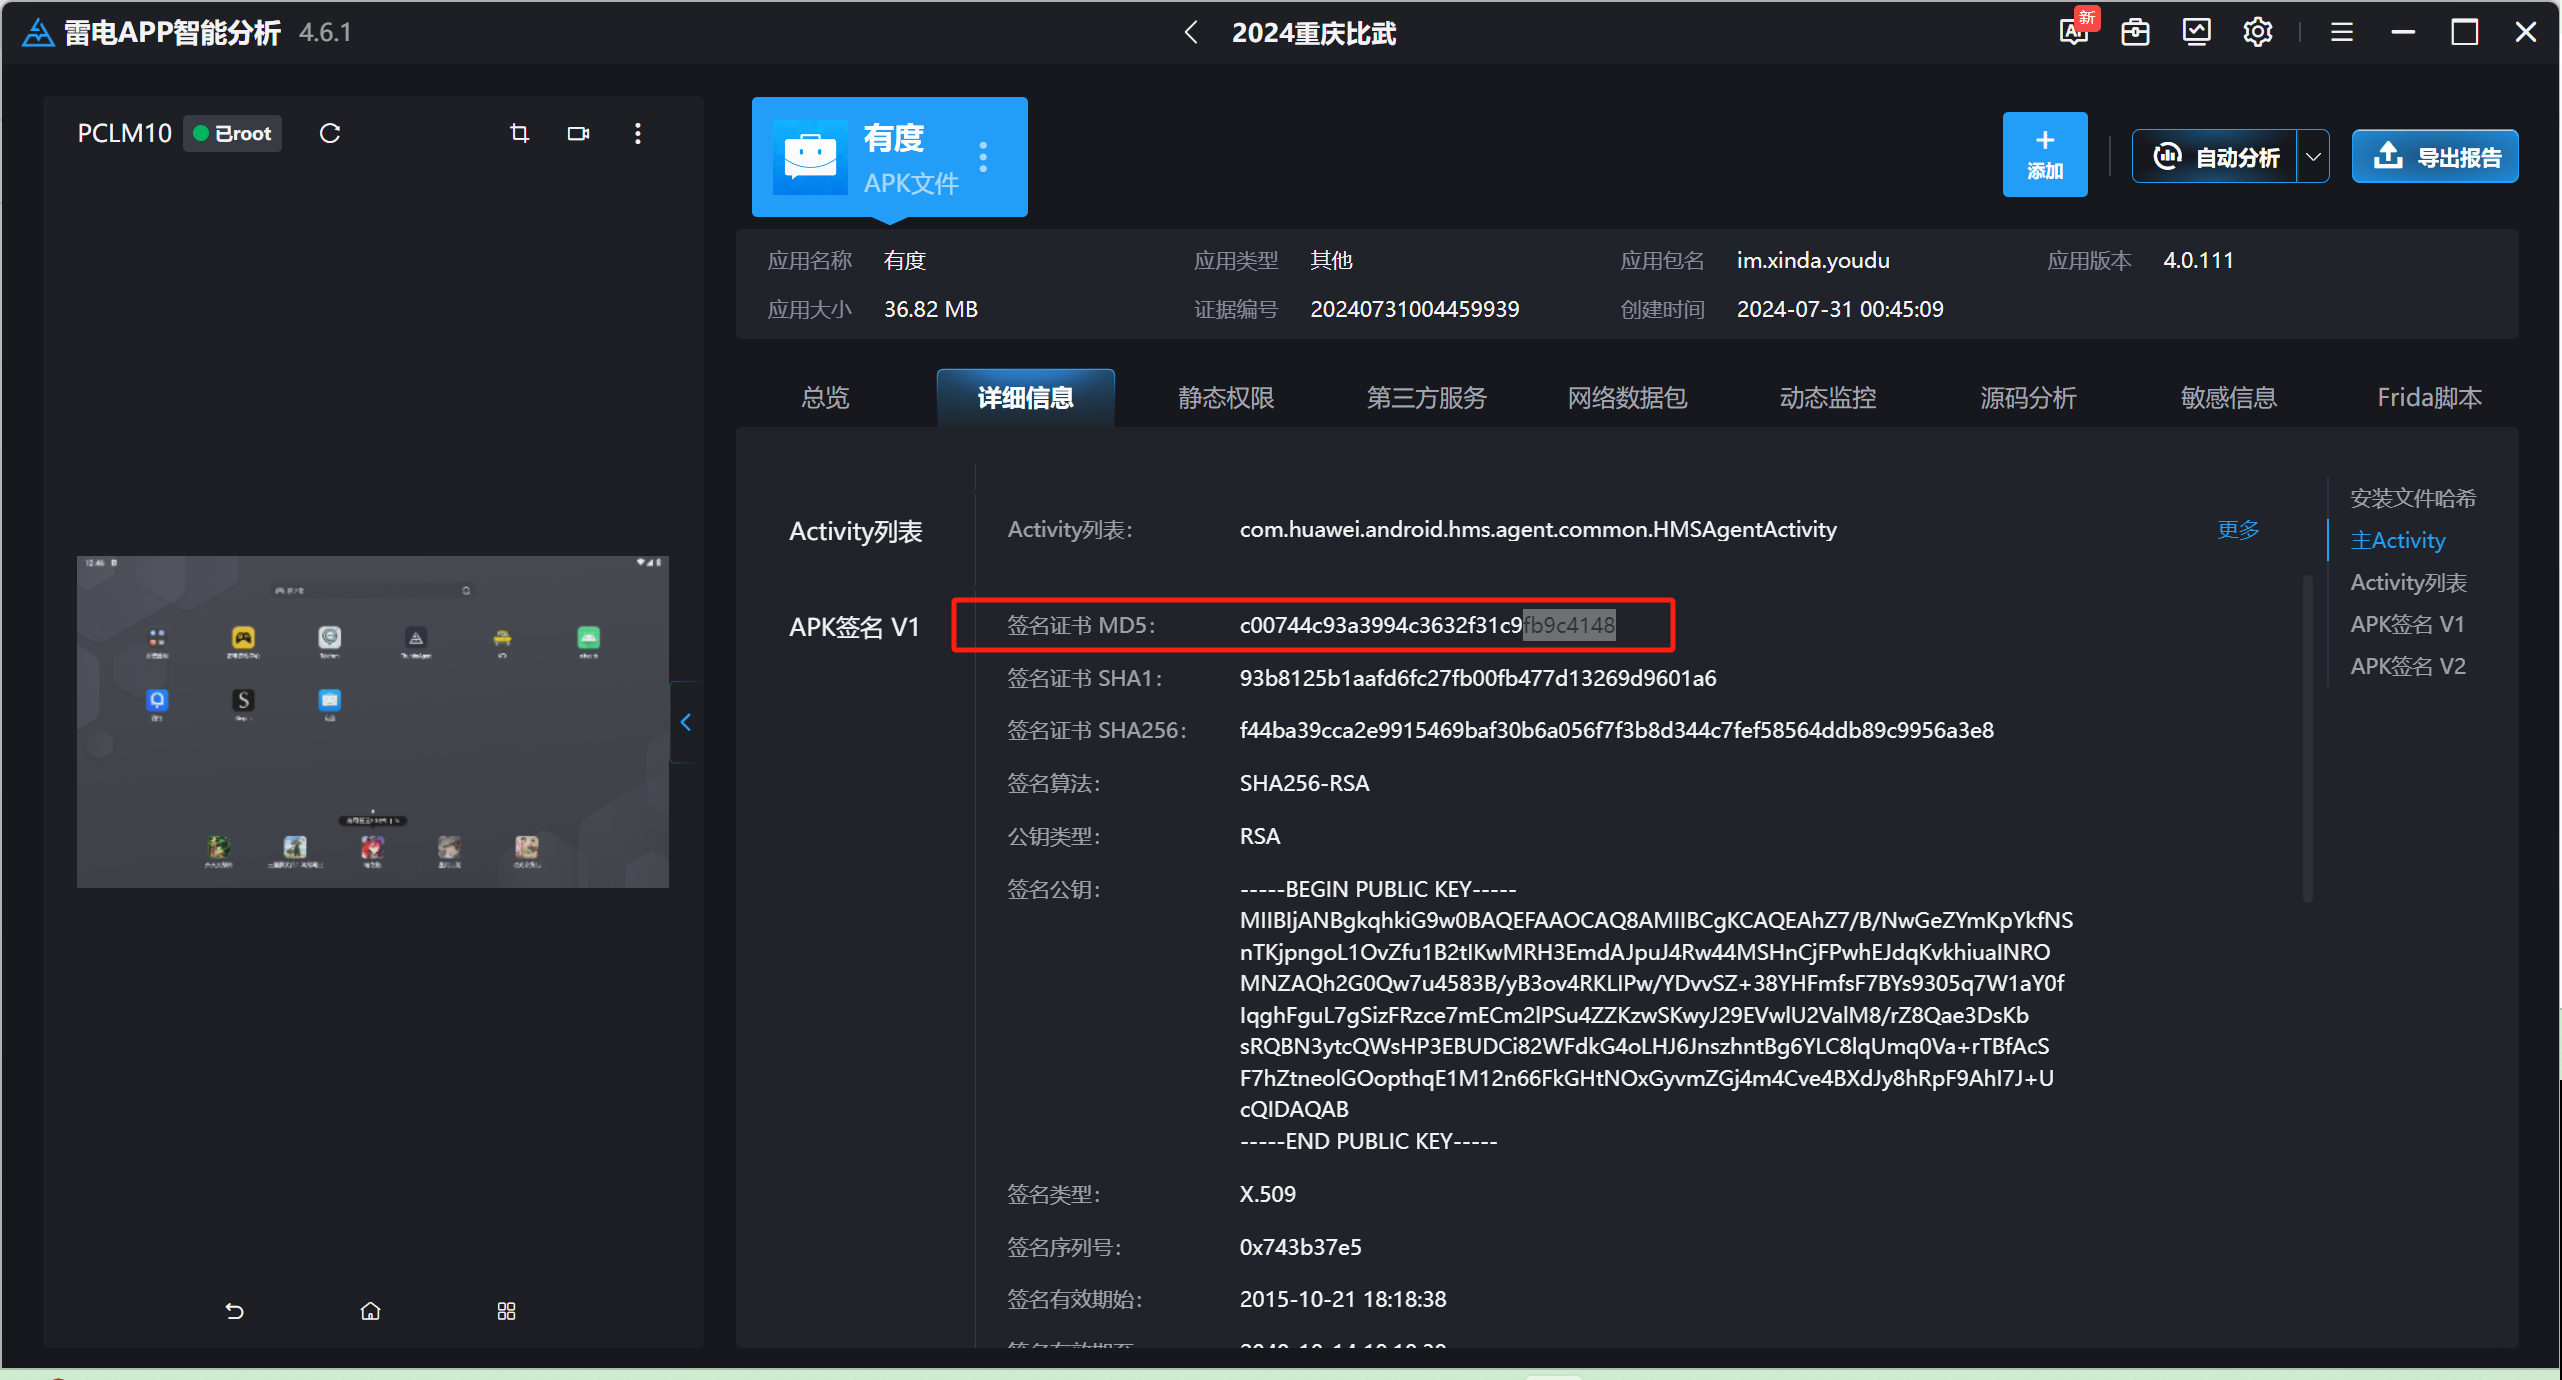 雷电APP智能分析 4.6.1
2024重庆比武
新
PCLM10 已root
有度
APK文件
添加
自动分析
导出报告
应用名称 有度 应用类型 其他 应用包名 im.xinda.youdu 应用版本 4.0.111
应用大小 36.82 MB 证据编号 20240731004459939 创建时间 2024-07-31 00:45:09
总览 详细信息 静态权限 第三方服务 网络数据包 动态监控 源码分析 敏感信息 Frida脚本
Activity列表 Activity列表: com.huawei.android.hms.agent.common.HMSAgentActivity 更多
APK签名 V1 签名证书 MD5: c00744c93a3994c3632f31c9fb9c4148
签名证书 SHA1: 93b8125b1aafd6fc27fb00fb477d13269d9601a6
签名证书 SHA256: f44ba39cca2e9915469baf30b6a056f7f3b8d344c7fef58564ddb89c9956a3e8
签名算法: SHA256-RSA
公钥类型: RSA
签名公钥: -----BEGIN PUBLIC KEY-----
MIIBIjANBgkqhkiG9w0BAQEFAAOCAQ8AMIIBCgKCAQEAhZ7/B/NwGeZYmKpYkfNS
nTKjpngoL1OvZfu1B2tIKwMRH3EmdAJpuJ4Rw44MSHnCjFPwhEJdqKvkhiuaINRO
MNZAQh2G0Qw7u4583B/yB3ov4RKLIPw/YDvvSZ+38YHFmfsF7BYs9305q7W1aY0f
IqghFguL7gSizFRzce7mECm2lPSu4ZZKzwSKwyJ29EVwlU2ValM8/rZ8Qae3DsKb
sRQBN3ytcQWsHP3EBUDCi82WFdkG4oLHJ6JnszhntBg6YLC8lqUmq0Va+rTBfAcS
F7hZtneolGOopthqE1M12n66FkGHtNOxGyvmZGj4m4Cve4BXdJy8hRpF9AhI7J+U
cQIDAQAB
-----END PUBLIC KEY-----
签名类型: X.509
签名序列号: 0x743b37e5
签名有效期始: 2015-10-21 18:18:38
安装文件哈希
主Activity
Activity列表
APK签名 V1
APK签名 V2